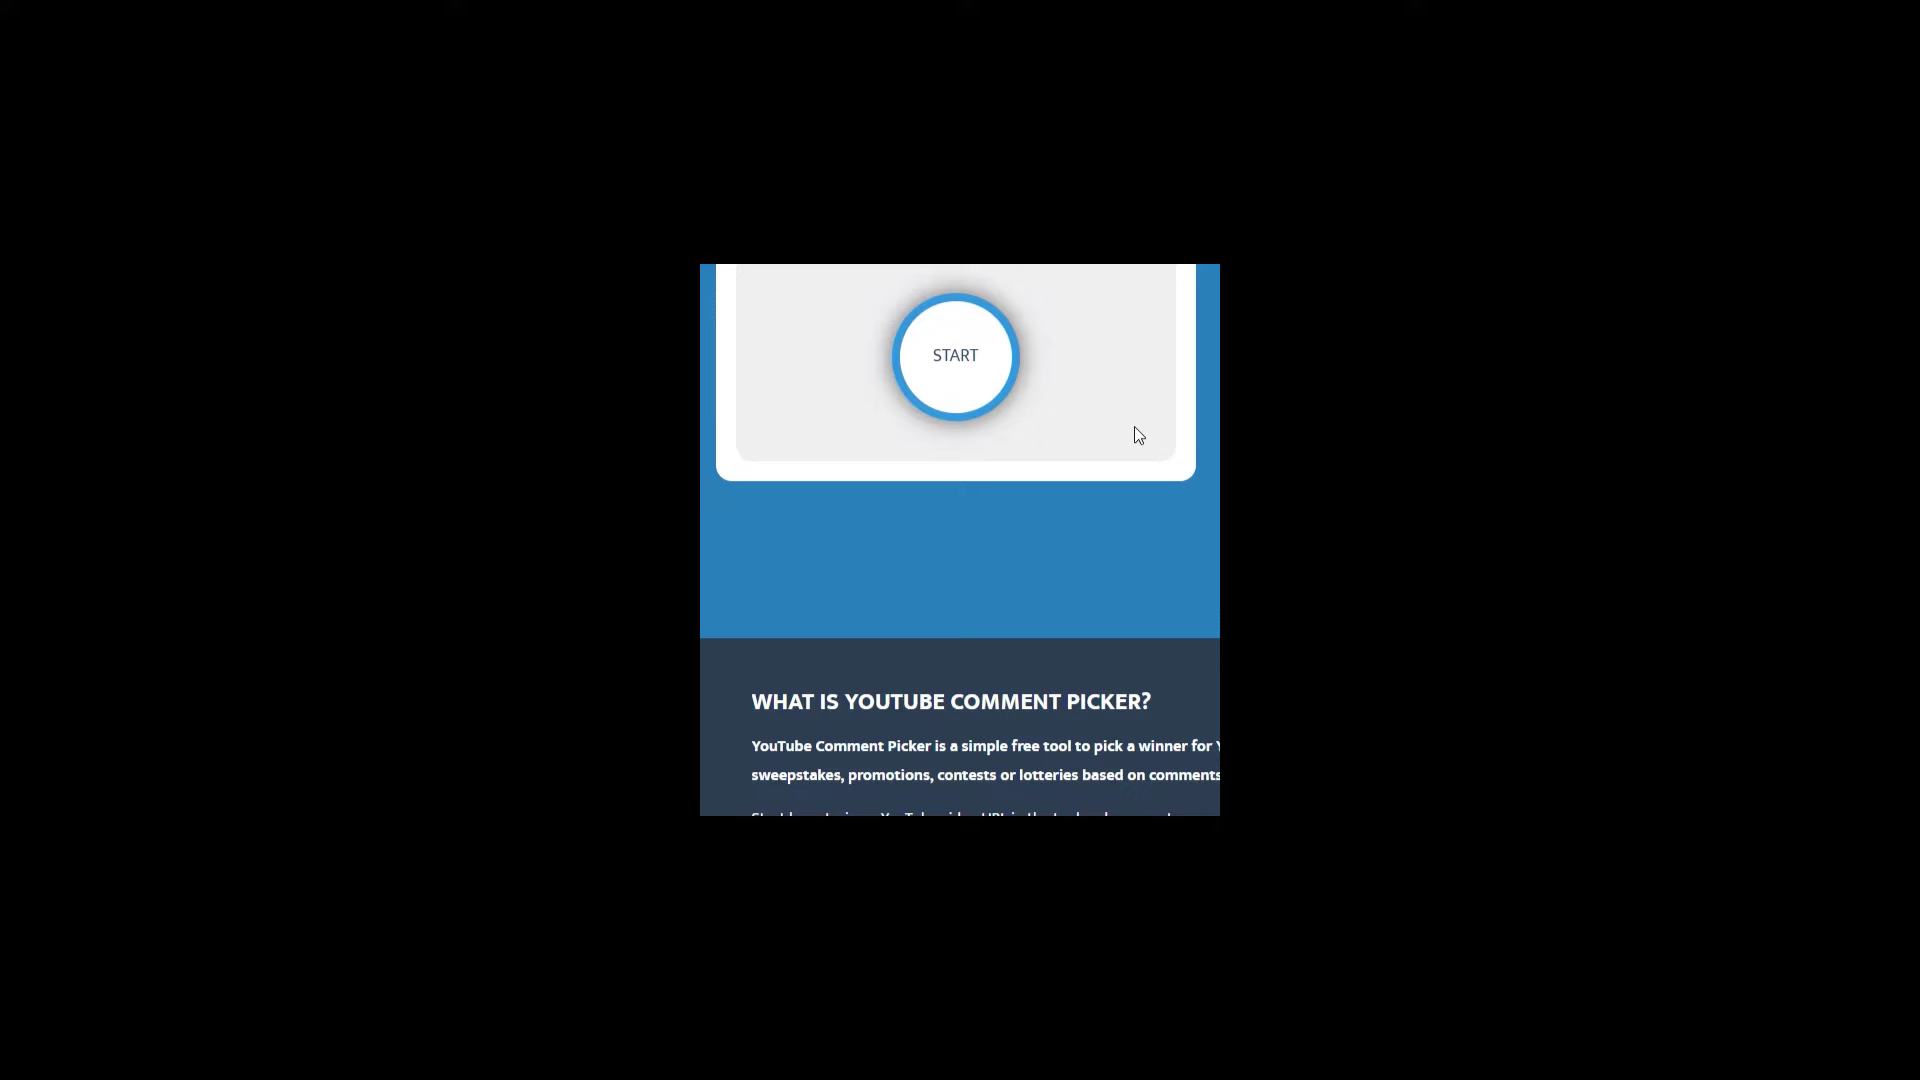 START
WHAT IS YOUTUBE COMMENT PICKER?
YouTube Comment Picker is a simple free tool to pick a winner for
sweepstakes, promotions, contests or lotteries based on comments